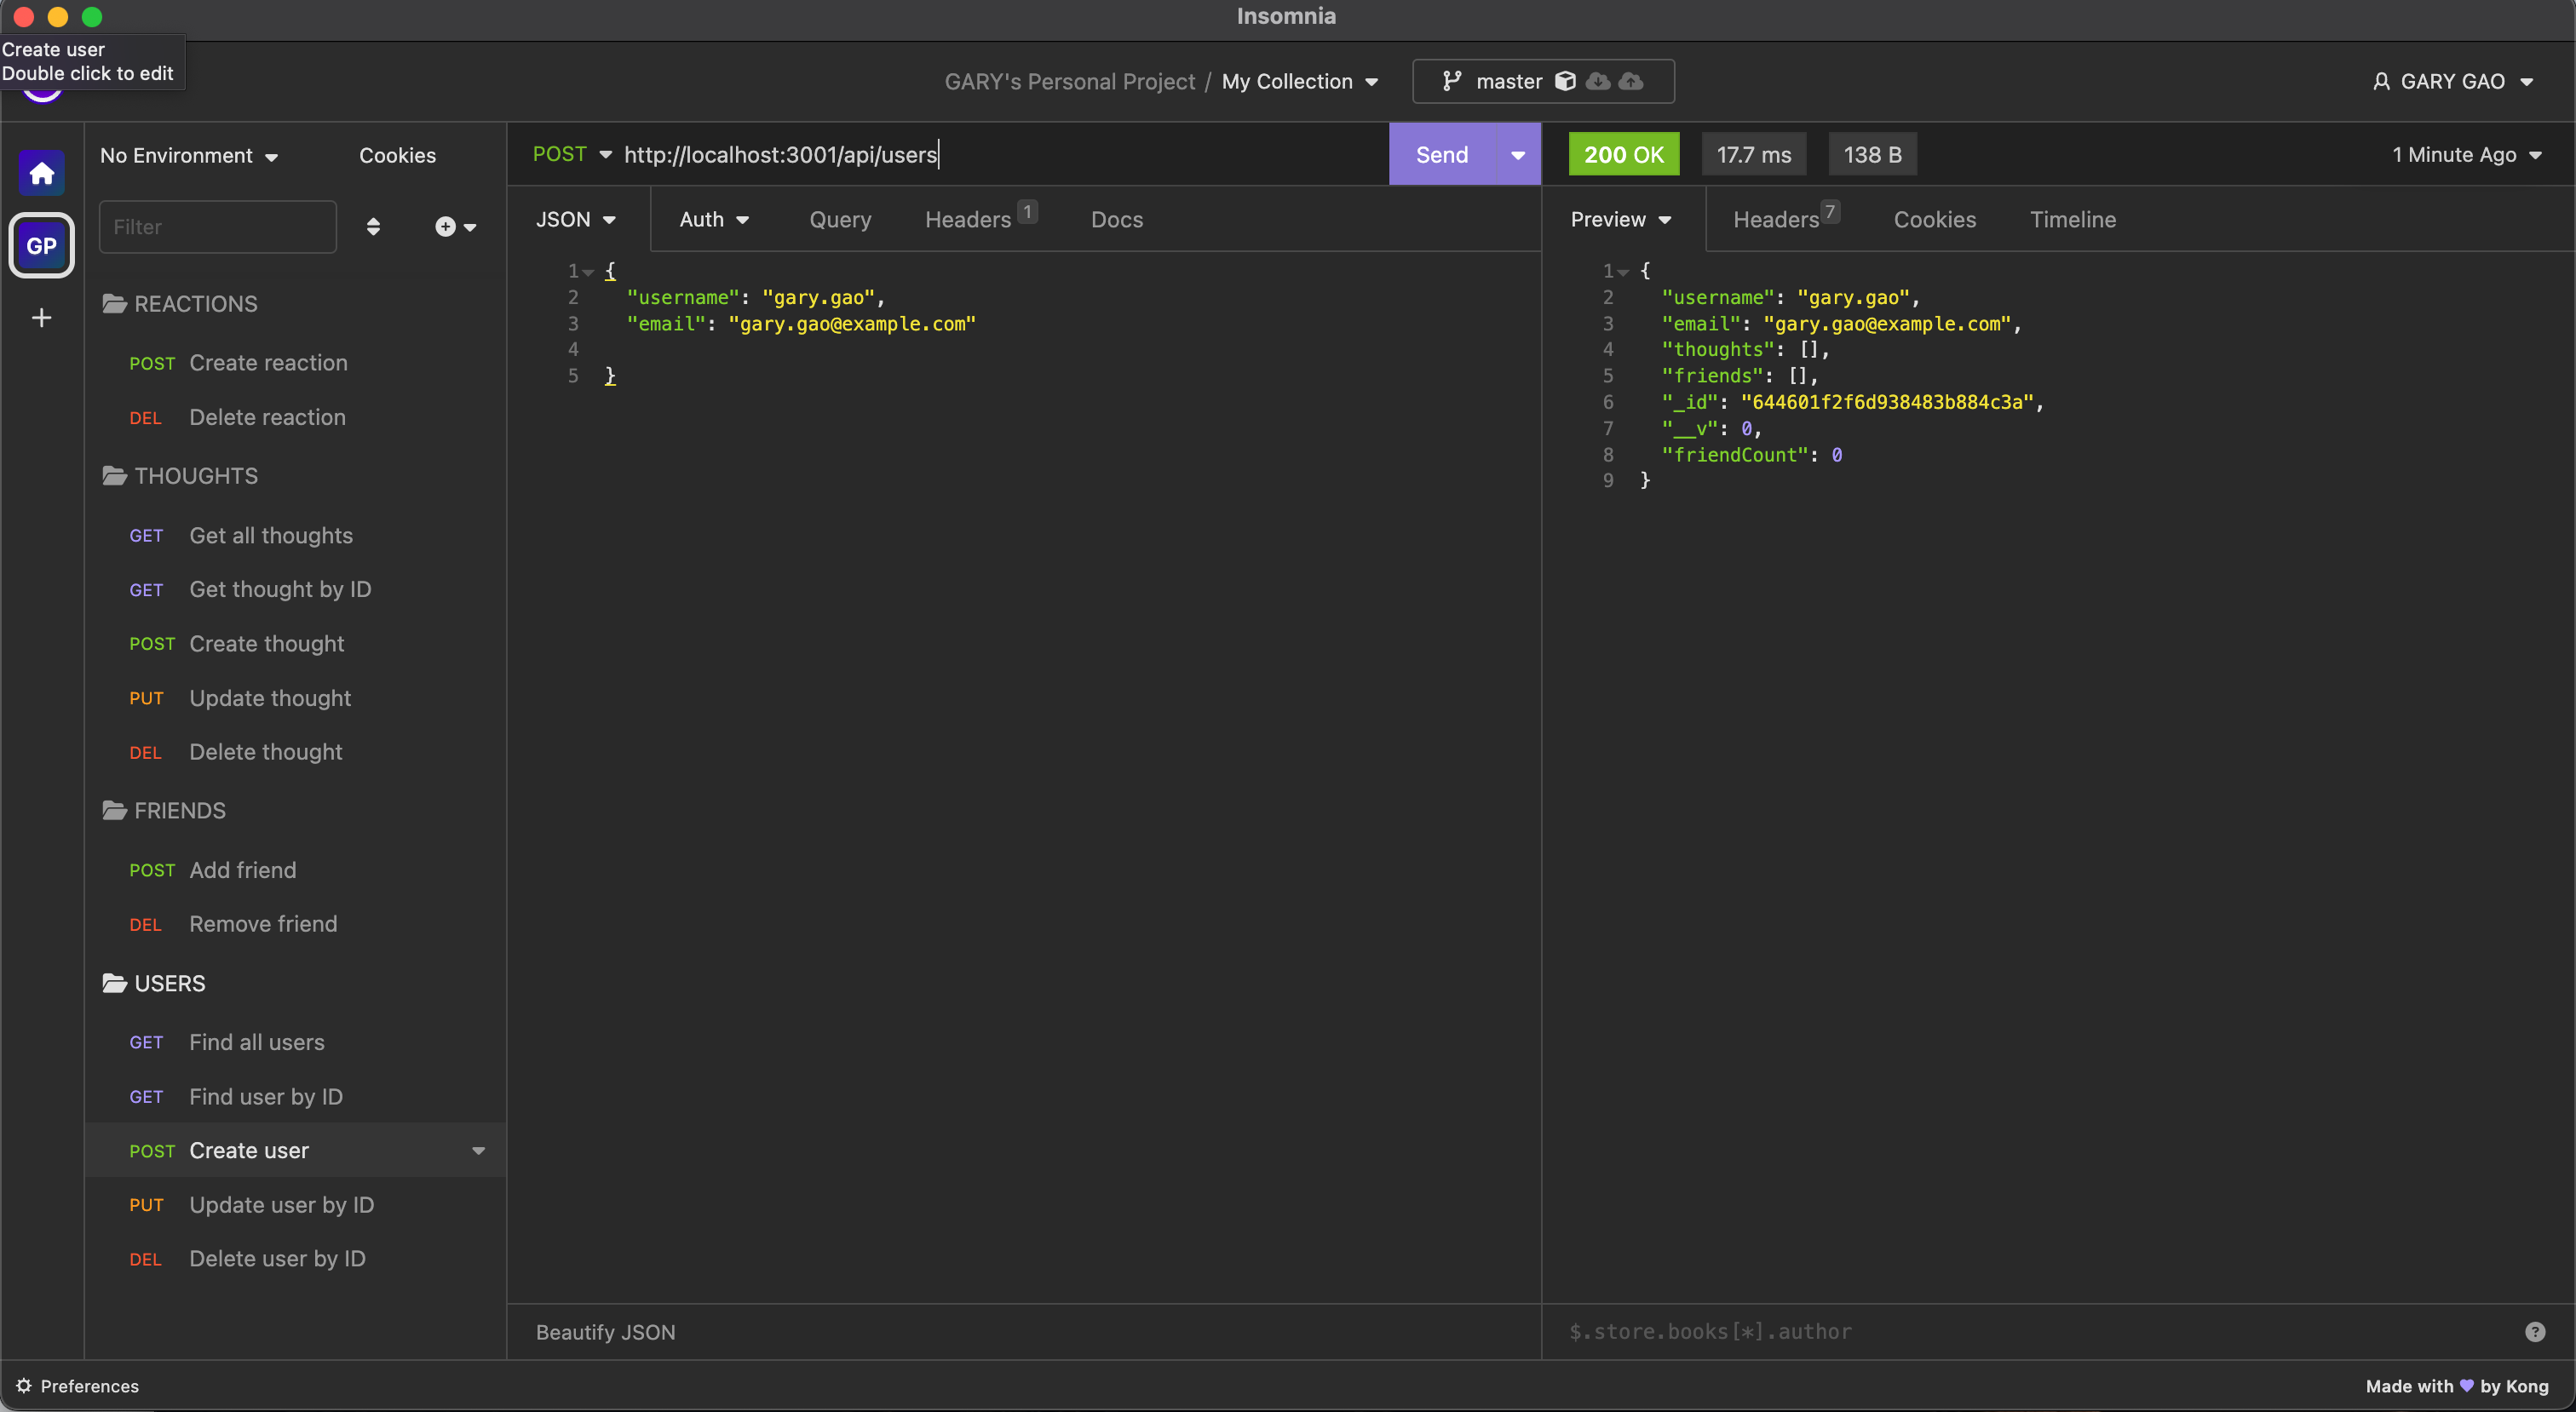 Insomnia
Create user
Double click to edit
GARY's Personal Project / My Collection
master
GARY GAO
GP
No Environment
Cookies
Filter
REACTIONS
POST Create reaction
DEL Delete reaction
THOUGHTS
GET Get all thoughts
GET Get thought by ID
POST Create thought
PUT Update thought
DEL Delete thought
FRIENDS
POST Add friend
DEL Remove friend
USERS
GET Find all users
GET Find user by ID
POST Create user
PUT Update user by ID
DEL Delete user by ID
POST http://localhost:3001/api/users
Send
JSON Auth Query Headers 1 Docs
1 {
2 "username": "gary.gao",
3 "email": "gary.gao@example.com"
4
5 }
Beautify JSON
200 OK 17.7 ms 138 B 1 Minute Ago
Preview Headers 7 Cookies Timeline
1 {
2 "username": "gary.gao",
3 "email": "gary.gao@example.com",
4 "thoughts": [],
5 "friends": [],
6 "_id": "644601f2f6d938483b884c3a",
7 "__v": 0,
8 "friendCount": 0
9 }
$.store.books[*].author
?
Preferences
Made with 💜 by Kong